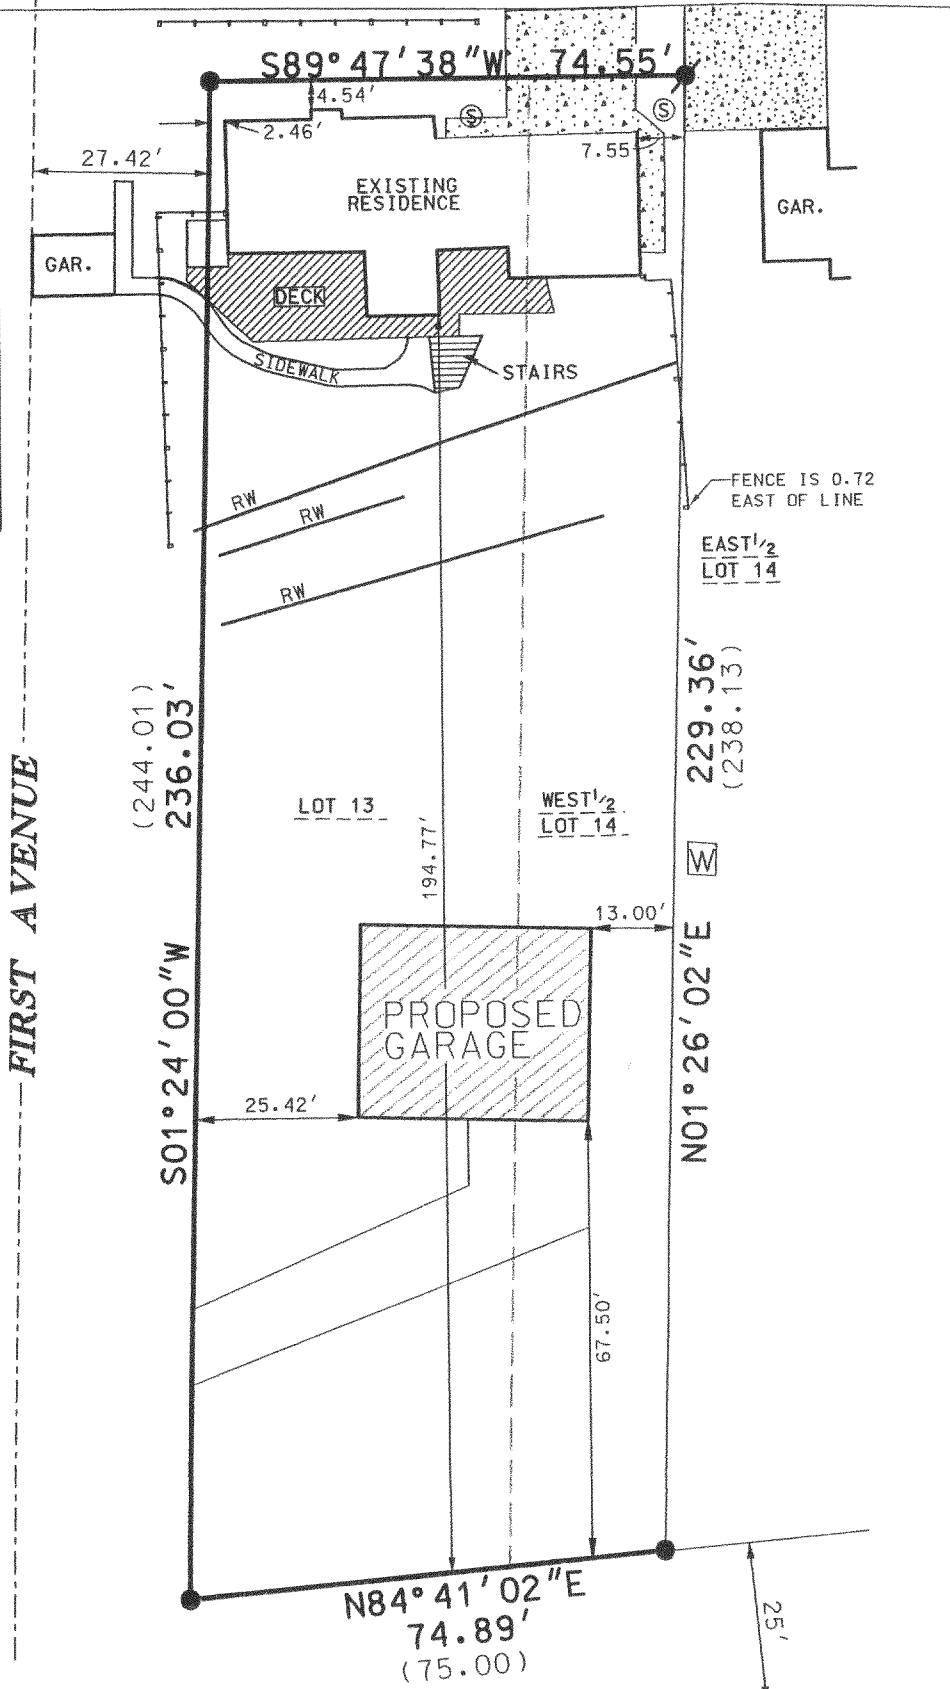 S89°47'38"W 74.55'
4.54'
2.46'
S
S
7.55
27.42'
EXISTING
RESIDENCE
GAR.
GAR.
DECK
SIDEWALK
STAIRS
RW
RW
RW
FENCE IS 0.72
EAST OF LINE
EAST 1/2
LOT 14
(244.01)
236.03'
229.36'
(238.13)
LOT 13
WEST 1/2
LOT 14
194.77'
W
FIRST AVENUE
13.00'
S01°24'00"W
N01°26'02"E
PROPOSED
GARAGE
25.42'
67.50'
N84°41'02"E
74.89'
(75.00)
25'